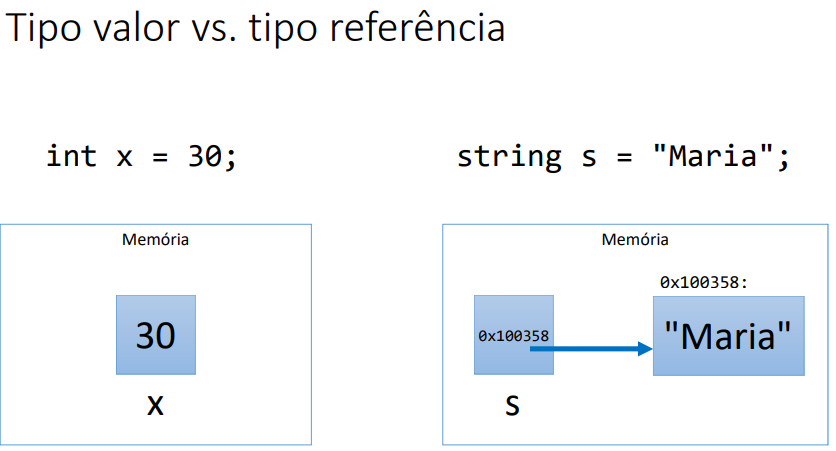 Tipo valor vs. tipo referência
int x = 30;
string s = "Maria";
Memória
30
x
Memória
0x100358:
0x100358
"Maria"
s